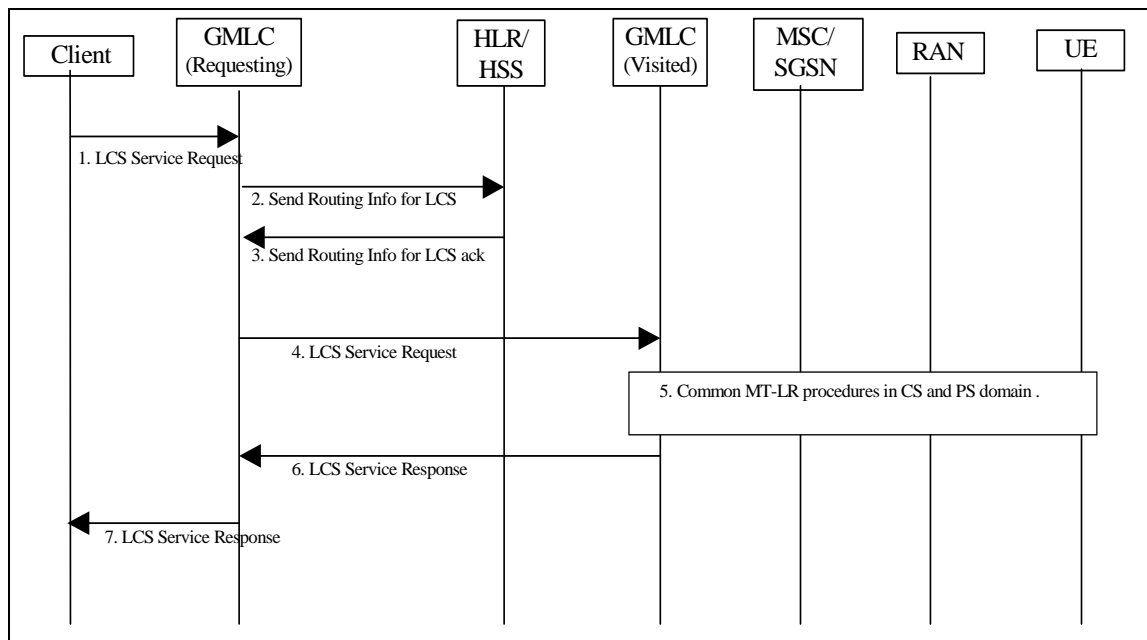 Client
GMLC
(Requesting)
HLR/
HSS
GMLC
(Visited)
MSC/
SGSN
RAN
UE
1. LCS Service Request
2. Send Routing Info for LCS
3. Send Routing Info for LCS ack
4. LCS Service Request
5. Common MT-LR procedures in CS and PS domain .
6. LCS Service Response
7. LCS Service Response